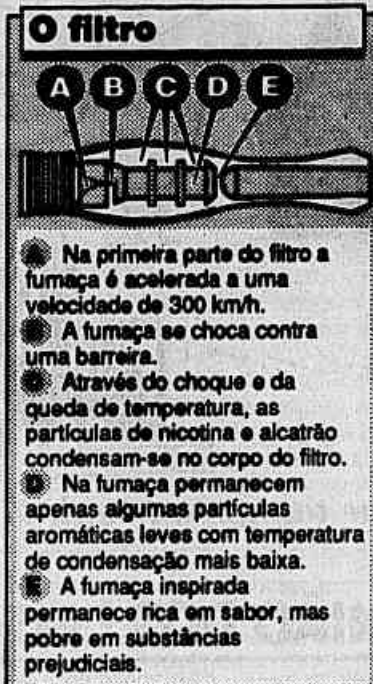 O filtro
A B C D E
A Na primeira parte do filtro a
fumaça é acelerada a uma
velocidade de 300 km/h.
B A fumaça se choca contra
uma barreira.
C Através do choque e da
queda de temperatura, as
partículas de nicotina e alcatrão
condensam-se no corpo do filtro.
D Na fumaça permanecem
apenas algumas partículas
aromáticas leves com temperatura
de condensação mais baixa.
E A fumaça inspirada
permanece rica em sabor, mas
pobre em substâncias
prejudiciais.